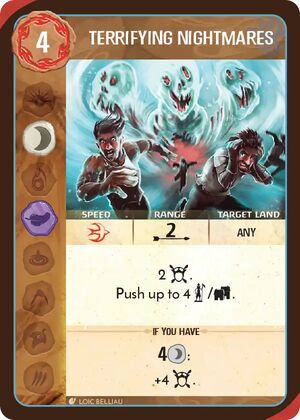 4
TERRIFYING NIGHTMARES
SPEED RANGE TARGET LAND
2 ANY
2 .
Push up to 4 / .
IF YOU HAVE
4 :
+4 .
LOIC BELLIAU